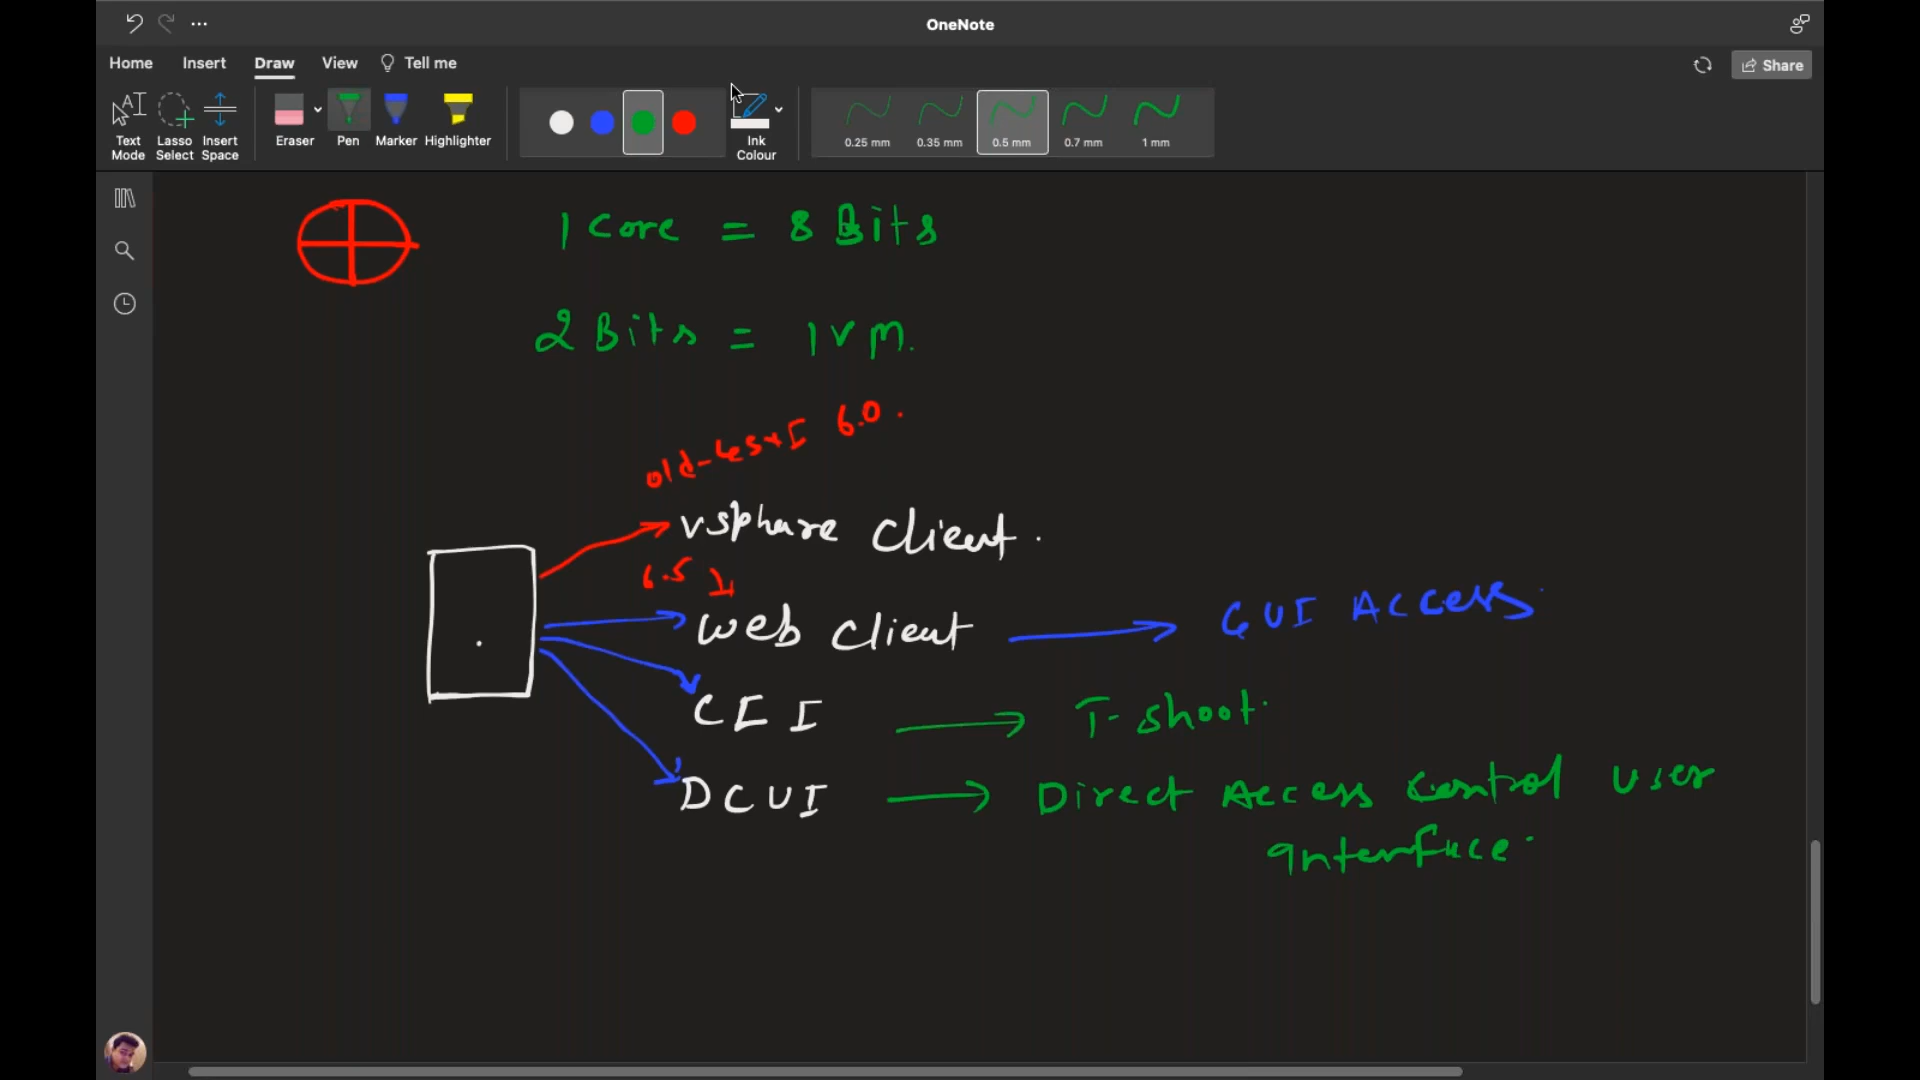 OneNote
Home Insert Draw View Tell me
Share
Text Mode
Lasso Select
Insert Space
Eraser
Pen
Marker
Highlighter
Ink Colour
0.25 mm
0.35 mm
0.5 mm
0.7 mm
1 mm
1 Core = 8 Bits
2 Bits = 1 VM.
6.0.
vsphare client.
6.5
web client → GUI Access
CLI → T-shoot.
DCUI → Direct Access Control User
Interface.